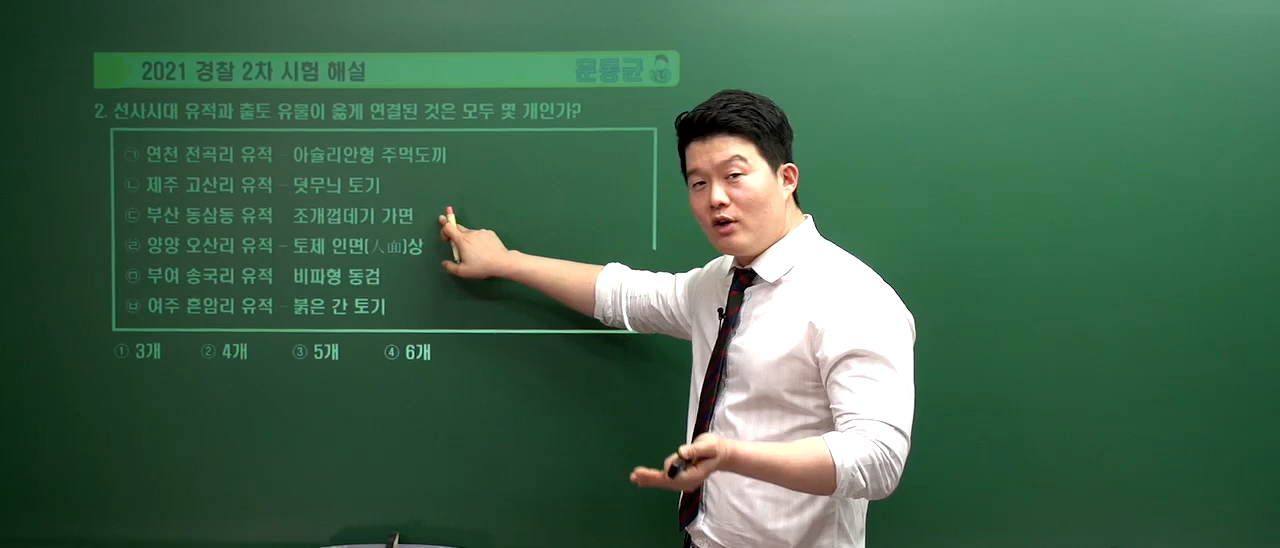 2021 경찰 2차 시험 해설 문동균
2. 선사시대 유적과 출토 유물이 옳게 연결된 것은 모두 몇 개인가?
㉠ 연천 전곡리 유적 - 아슐리안형 주먹도끼
㉡ 제주 고산리 유적 - 덧무늬 토기
㉢ 부산 동삼동 유적 - 조개껍데기 가면
㉣ 양양 오산리 유적 - 토제 인면(人面)상
㉤ 부여 송국리 유적 - 비파형 동검
㉥ 여주 흔암리 유적 - 붉은 간 토기
① 3개 ② 4개 ③ 5개 ④ 6개